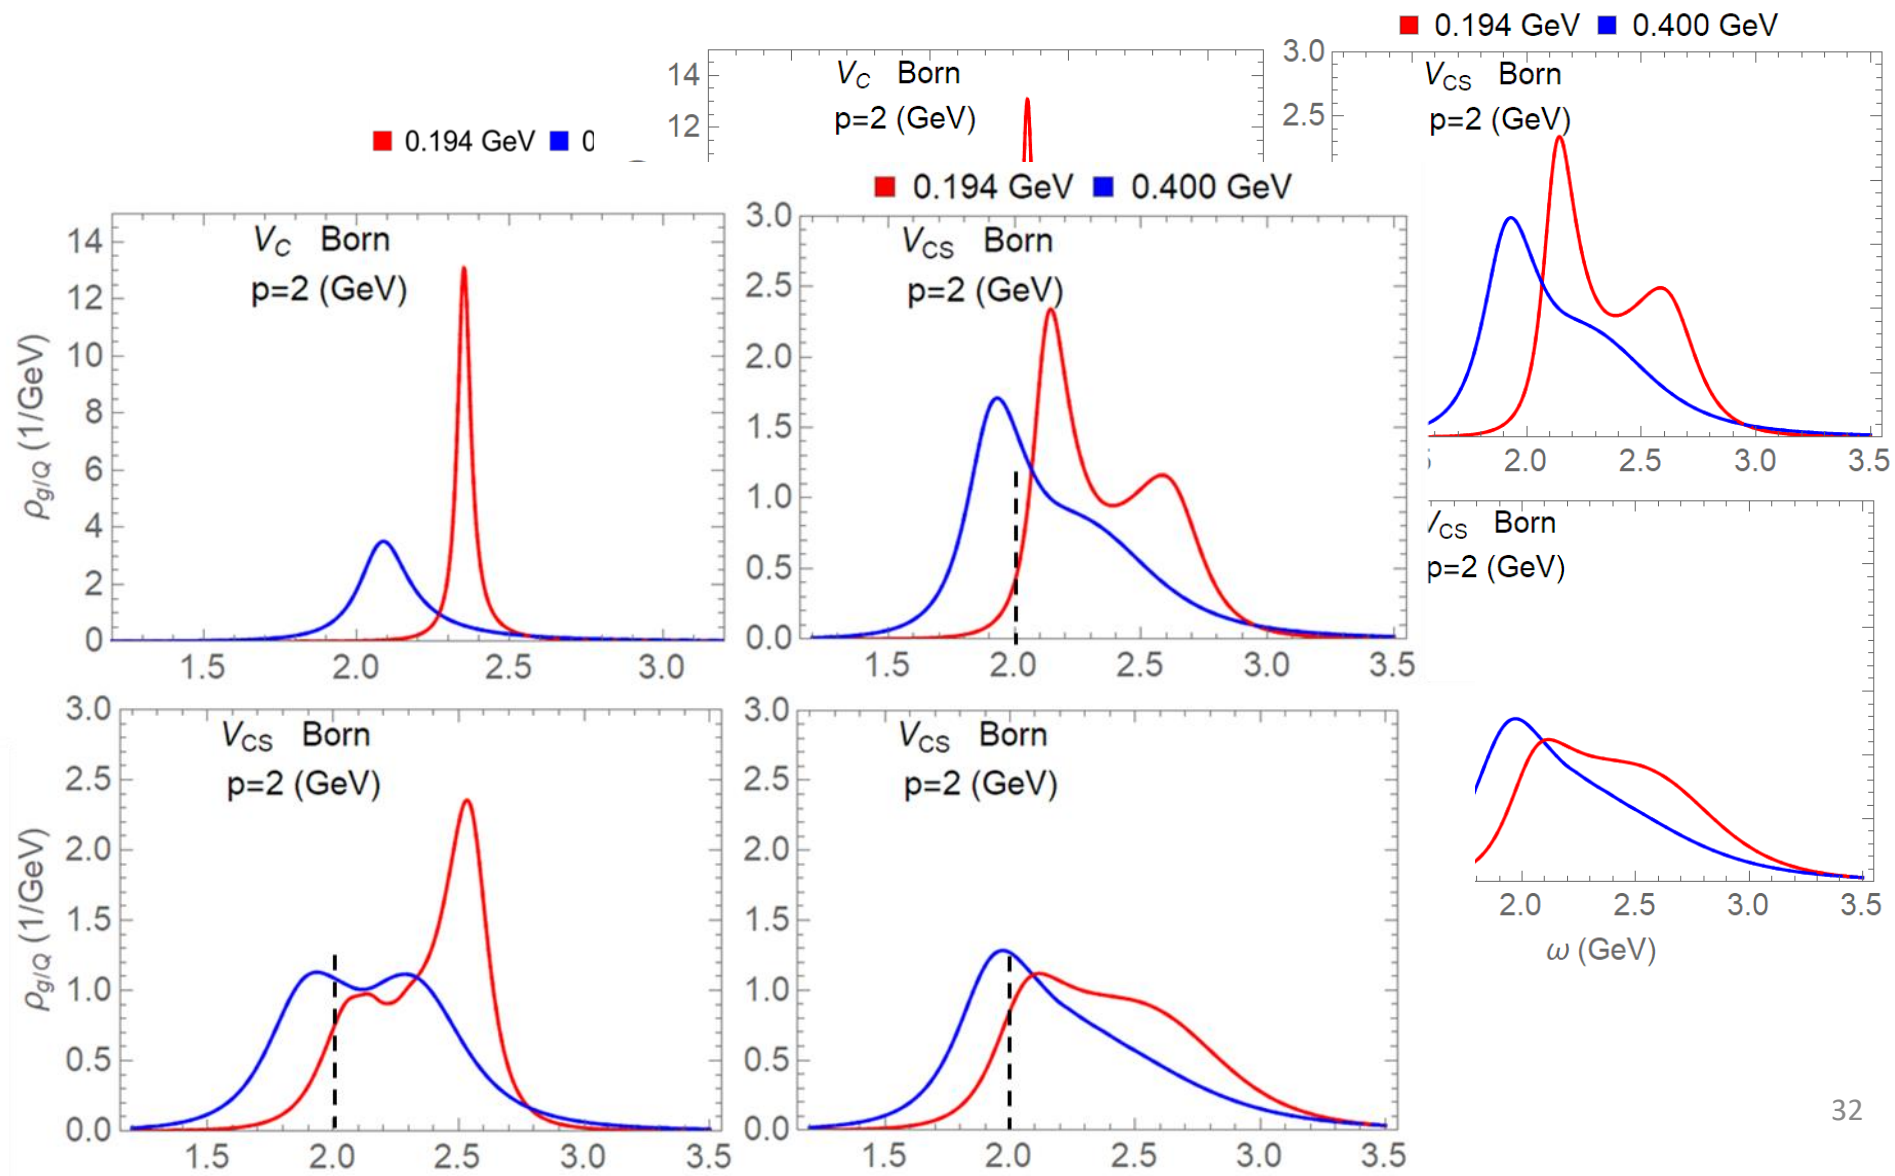 0.194 GeV 0.400 GeV
3.0
14
V_C Born
V_CS Born
p=2 (GeV)
p=2 (GeV)
2.5
12
0.194 GeV 0
0.194 GeV 0.400 GeV
14
V_C Born
p=2 (GeV)
12
10
8
6
4
2
0
ρ_g/Q (1/GeV)
1.5 2.0 2.5 3.0
3.0
V_CS Born
p=2 (GeV)
2.5
2.0
1.5
1.0
0.5
0.0
1.5 2.0 2.5 3.0 3.5
2.0 2.5 3.0 3.5
V_CS Born
p=2 (GeV)
2.0 2.5 3.0 3.5
ω (GeV)
3.0
V_CS Born
p=2 (GeV)
2.5
2.0
1.5
1.0
0.5
0.0
ρ_g/Q (1/GeV)
1.5 2.0 2.5 3.0 3.5
3.0
V_CS Born
p=2 (GeV)
2.5
2.0
1.5
1.0
0.5
0.0
1.5 2.0 2.5 3.0 3.5
32